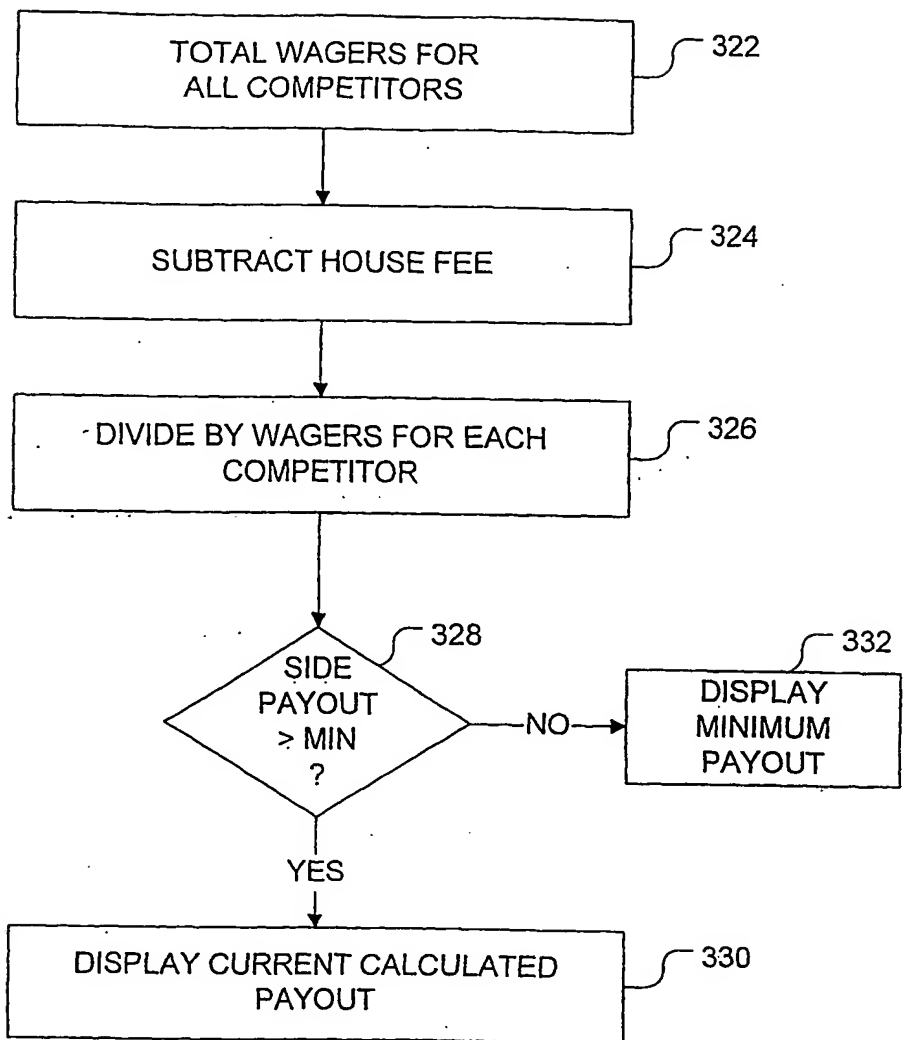 TOTAL WAGERS FOR
ALL COMPETITORS
322
SUBTRACT HOUSE FEE
324
DIVIDE BY WAGERS FOR EACH
COMPETITOR
326
SIDE
PAYOUT
> MIN
?
328
NO
DISPLAY
MINIMUM
PAYOUT
332
YES
DISPLAY CURRENT CALCULATED
PAYOUT
330